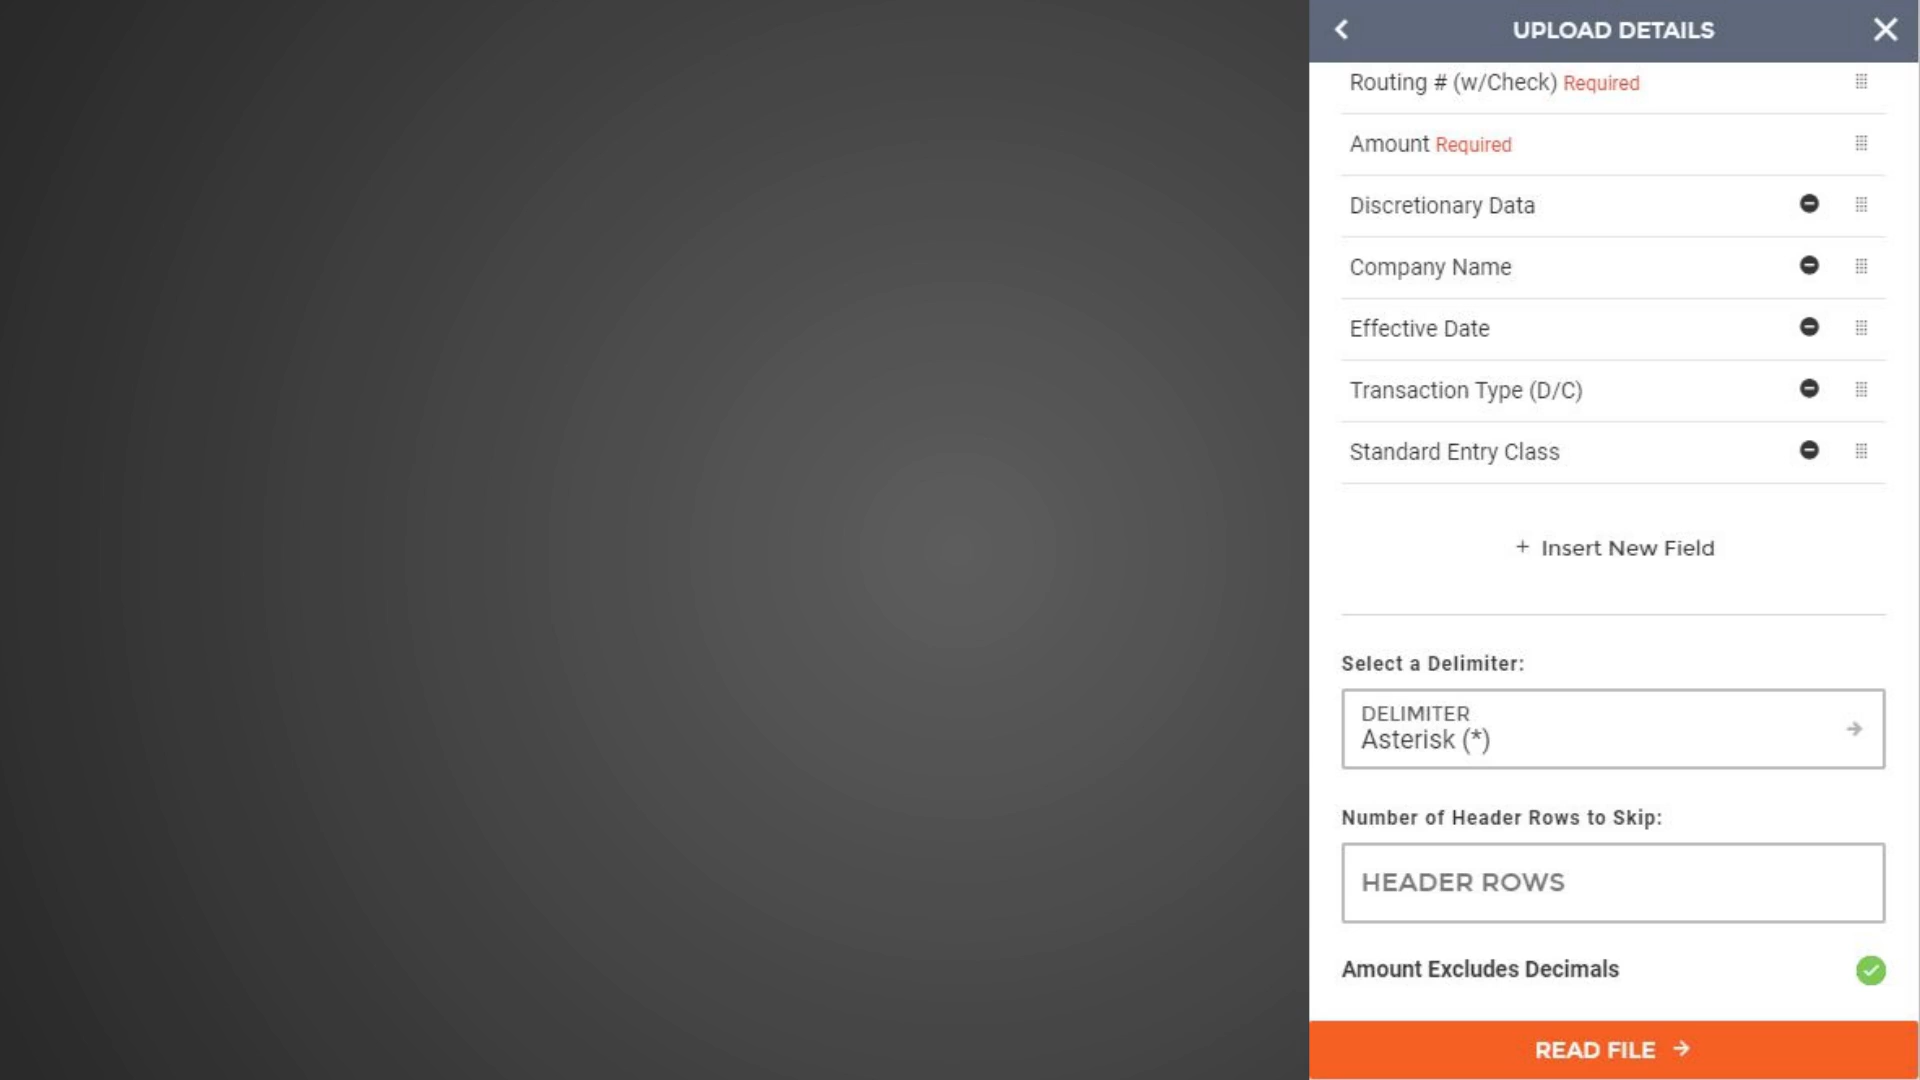 UPLOAD DETAILS
Routing # (w/Check) Required
Amount Required
Discretionary Data
Company Name
Effective Date
Transaction Type (D/C)
Standard Entry Class
+ Insert New Field
Select a Delimiter:
DELIMITER
Asterisk (*)
Number of Header Rows to Skip:
HEADER ROWS
Amount Excludes Decimals
READ FILE